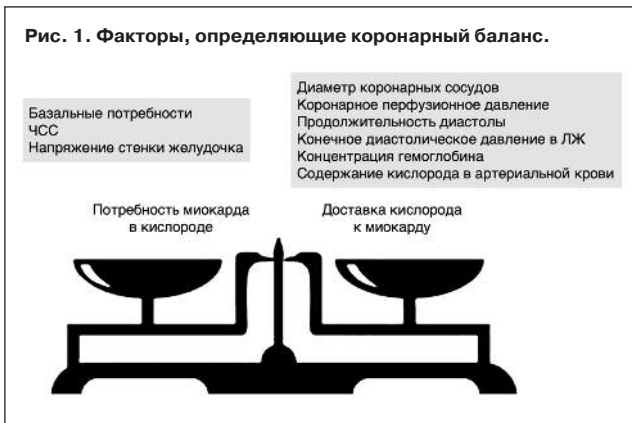 Рис. 1. Факторы, определяющие коронарный баланс.
Базальные потребности
ЧСС
Напряжение стенки желудочка
Диаметр коронарных сосудов
Коронарное перфузионное давление
Продолжительность диастолы
Конечное диастолическое давление в ЛЖ
Концентрация гемоглобина
Содержание кислорода в артериальной крови
Потребность миокарда
в кислороде
Доставка кислорода
к миокарду